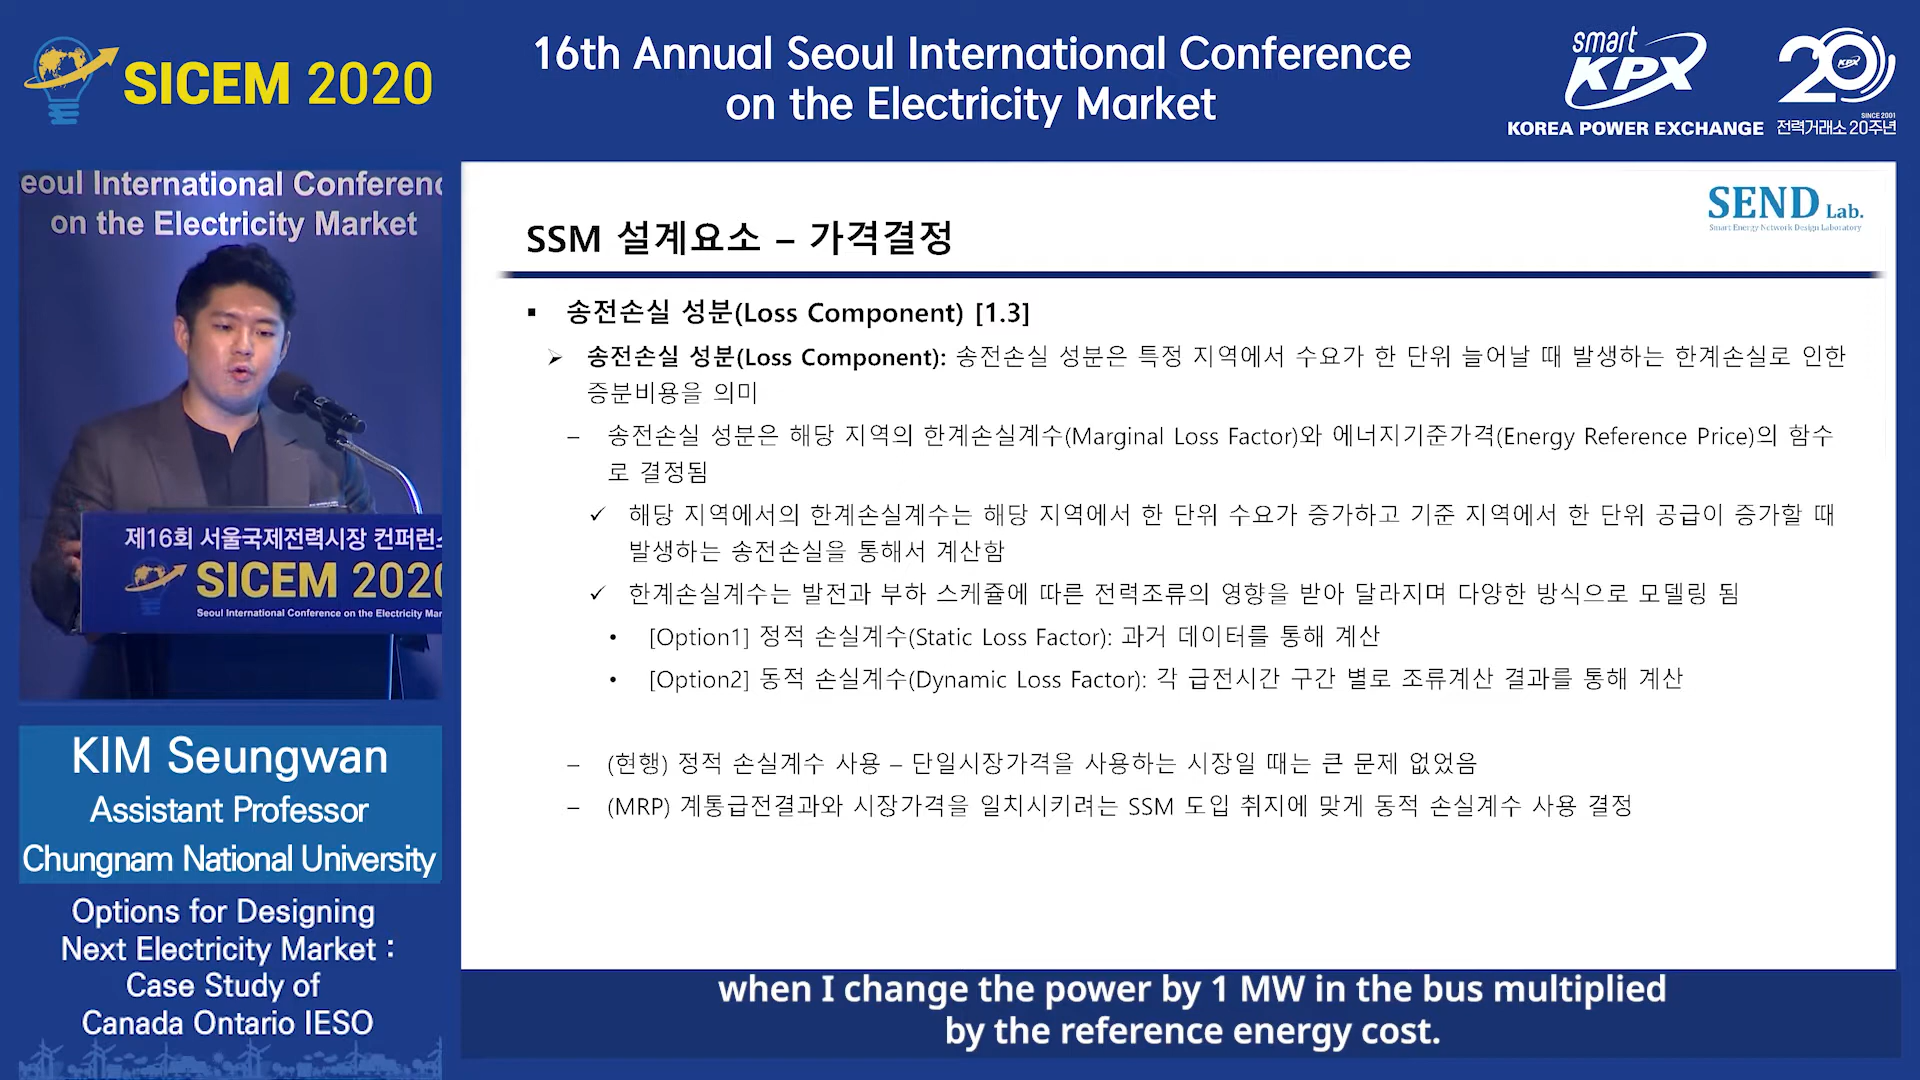 SICEM 2020
16th Annual Seoul International Conference
on the Electricity Market
smart
KPX
KOREA POWER EXCHANGE
20
KPX
SINCE 2001
전력거래소 20주년
eoul International Conferenc
on the Electricity Market
제16회 서울국제전력시장 컨퍼런스
SICEM 2020
Seoul International Conference on the Electricity Mar
KIM Seungwan
Assistant Professor
Chungnam National University
Options for Designing
Next Electricity Market :
Case Study of
Canada Ontario IESO
SEND Lab.
Smart Energy Network Design Laboratory
SSM 설계요소 – 가격결정
▪ 송전손실 성분(Loss Component) [1.3]
➢ 송전손실 성분(Loss Component): 송전손실 성분은 특정 지역에서 수요가 한 단위 늘어날 때 발생하는 한계손실로 인한
증분비용을 의미
– 송전손실 성분은 해당 지역의 한계손실계수(Marginal Loss Factor)와 에너지기준가격(Energy Reference Price)의 함수
로 결정됨
✓ 해당 지역에서의 한계손실계수는 해당 지역에서 한 단위 수요가 증가하고 기준 지역에서 한 단위 공급이 증가할 때
발생하는 송전손실을 통해서 계산함
✓ 한계손실계수는 발전과 부하 스케쥴에 따른 전력조류의 영향을 받아 달라지며 다양한 방식으로 모델링 됨
• [Option1] 정적 손실계수(Static Loss Factor): 과거 데이터를 통해 계산
• [Option2] 동적 손실계수(Dynamic Loss Factor): 각 급전시간 구간 별로 조류계산 결과를 통해 계산
– (현행) 정적 손실계수 사용 – 단일시장가격을 사용하는 시장일 때는 큰 문제 없었음
– (MRP) 계통급전결과와 시장가격을 일치시키려는 SSM 도입 취지에 맞게 동적 손실계수 사용 결정
when I change the power by 1 MW in the bus multiplied
by the reference energy cost.